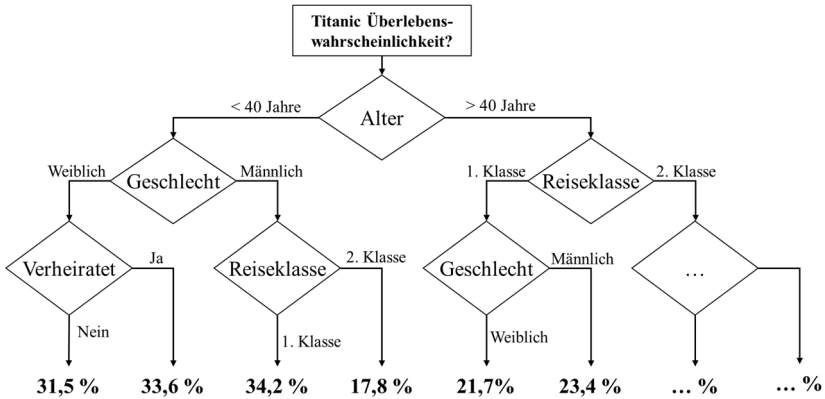 Titanic Überlebens-
wahrscheinlichkeit?
< 40 Jahre
Alter
> 40 Jahre
Weiblich
Geschlecht
Männlich
1. Klasse
Reiseklasse
2. Klasse
Verheiratet
Ja
Reiseklasse
2. Klasse
Geschlecht
Männlich
…
Nein
1. Klasse
Weiblich
31,5 %
33,6 %
34,2 %
17,8 %
21,7%
23,4 %
… %
… %